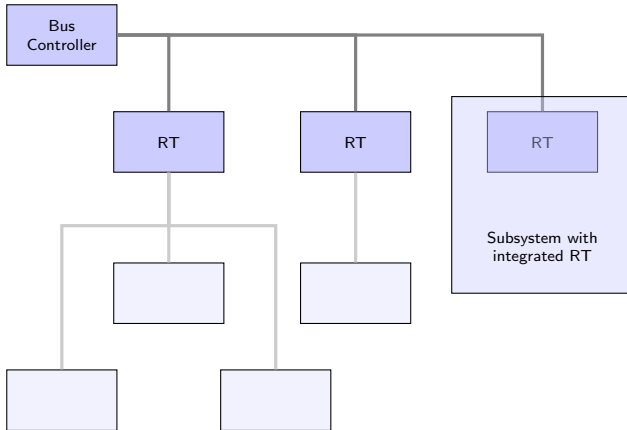 Bus
Controller
RT
RT
RT
Subsystem with
integrated RT